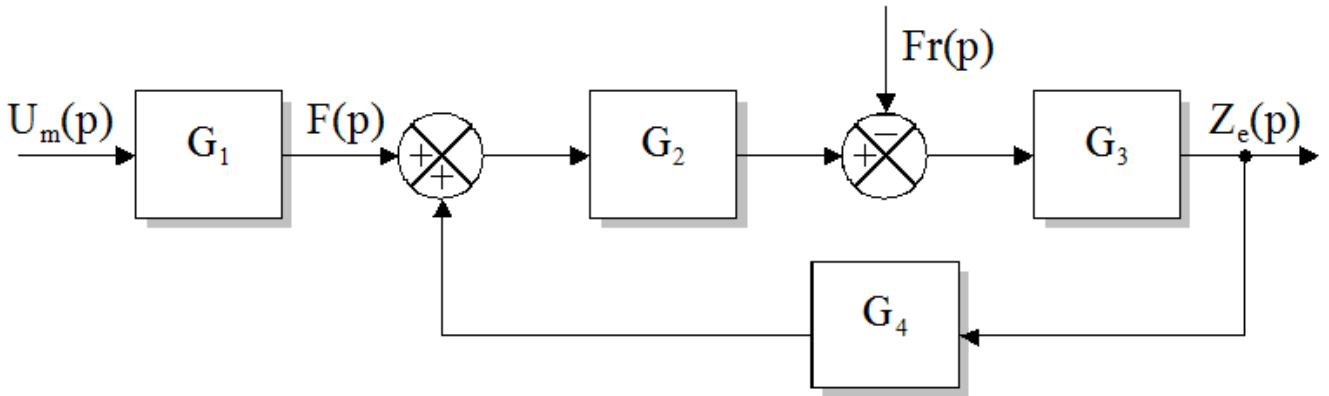 Fr(p)
U_m(p)
G_1
F(p)
+
+
G_2
−
+
G_3
Z_e(p)
G_4